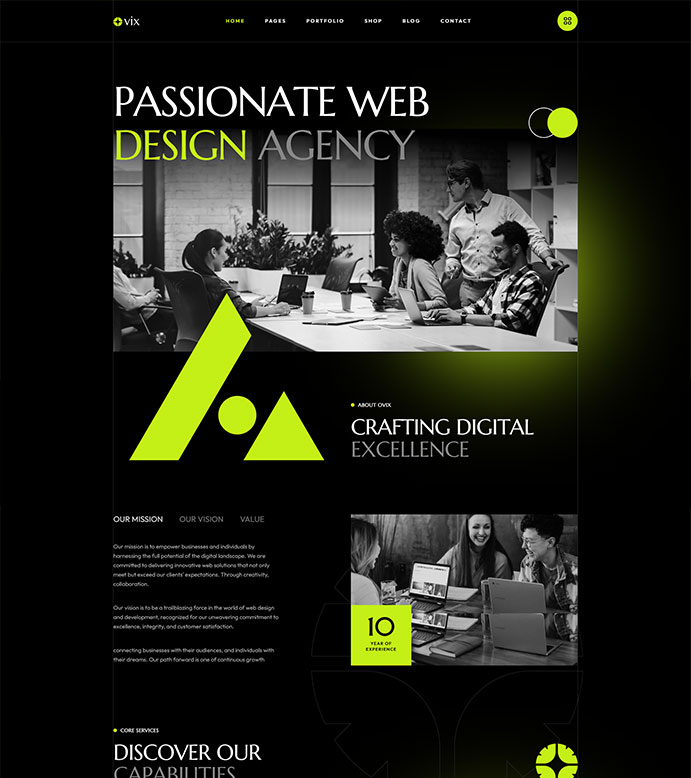 vix
HOME PAGES PORTFOLIO SHOP BLOG CONTACT
PASSIONATE WEB
DESIGN AGENCY
ABOUT OVIX
CRAFTING DIGITAL
EXCELLENCE
OUR MISSION OUR VISION VALUE
Our mission is to empower businesses and individuals by
harnessing the full potential of the digital landscape. We are
committed to delivering innovative web solutions that not only
meet but exceed our clients' expectations. Through creativity,
collaboration.
Our vision is to be a trailblazing force in the world of web design
and development, recognized for our unwavering commitment to
excellence, integrity, and customer satisfaction.
connecting businesses with their audiences, and individuals with
their dreams. Our path forward is one of continuous growth
10
YEAR OF
EXPERIENCE
CORE SERVICES
DISCOVER OUR
CAPABILITIES